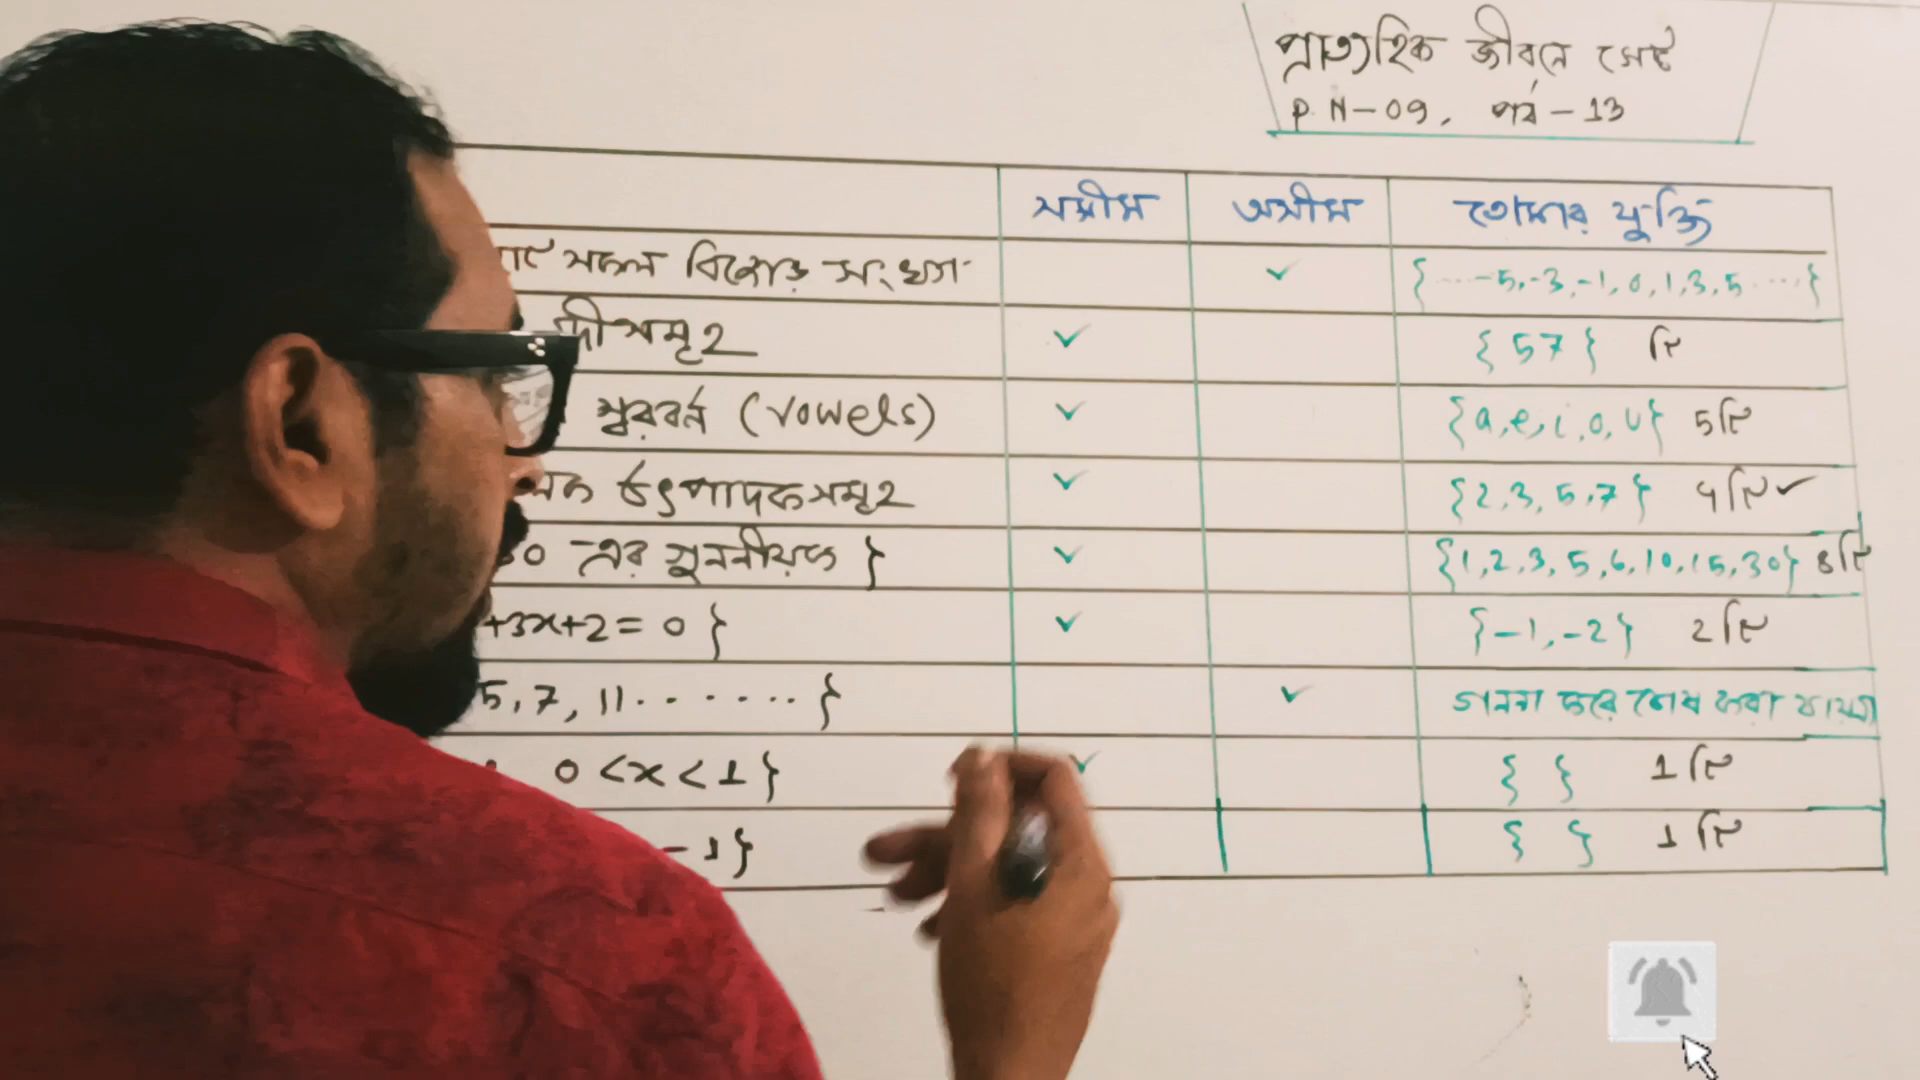 প্রাত্যহিক জীবনে সেট
P.N-09, পর্ব-13
সসীম অসীম তোমার যুক্তি
সকল বিজোড় সংখ্যা ✓ {...-5,-3,-1,0,1,3,5....}
নদীসমূহ ✓ {57} টি
স্বরবর্ন (vowels) ✓ {a,e,i,o,u} 5টি
উৎপাদকসমূহ ✓ {2,3,5,7} 4টি✓
30 -এর গুননীয়ক } ✓ {1,2,3,5,6,10,15,30} 8টি
+3x+2=0} ✓ {-1,-2} 2টি
5,7,11.......} ✓ গননা করে শেষ করা যায়না
0<x<1} ✓ { } 1টি
-1} { } 1টি